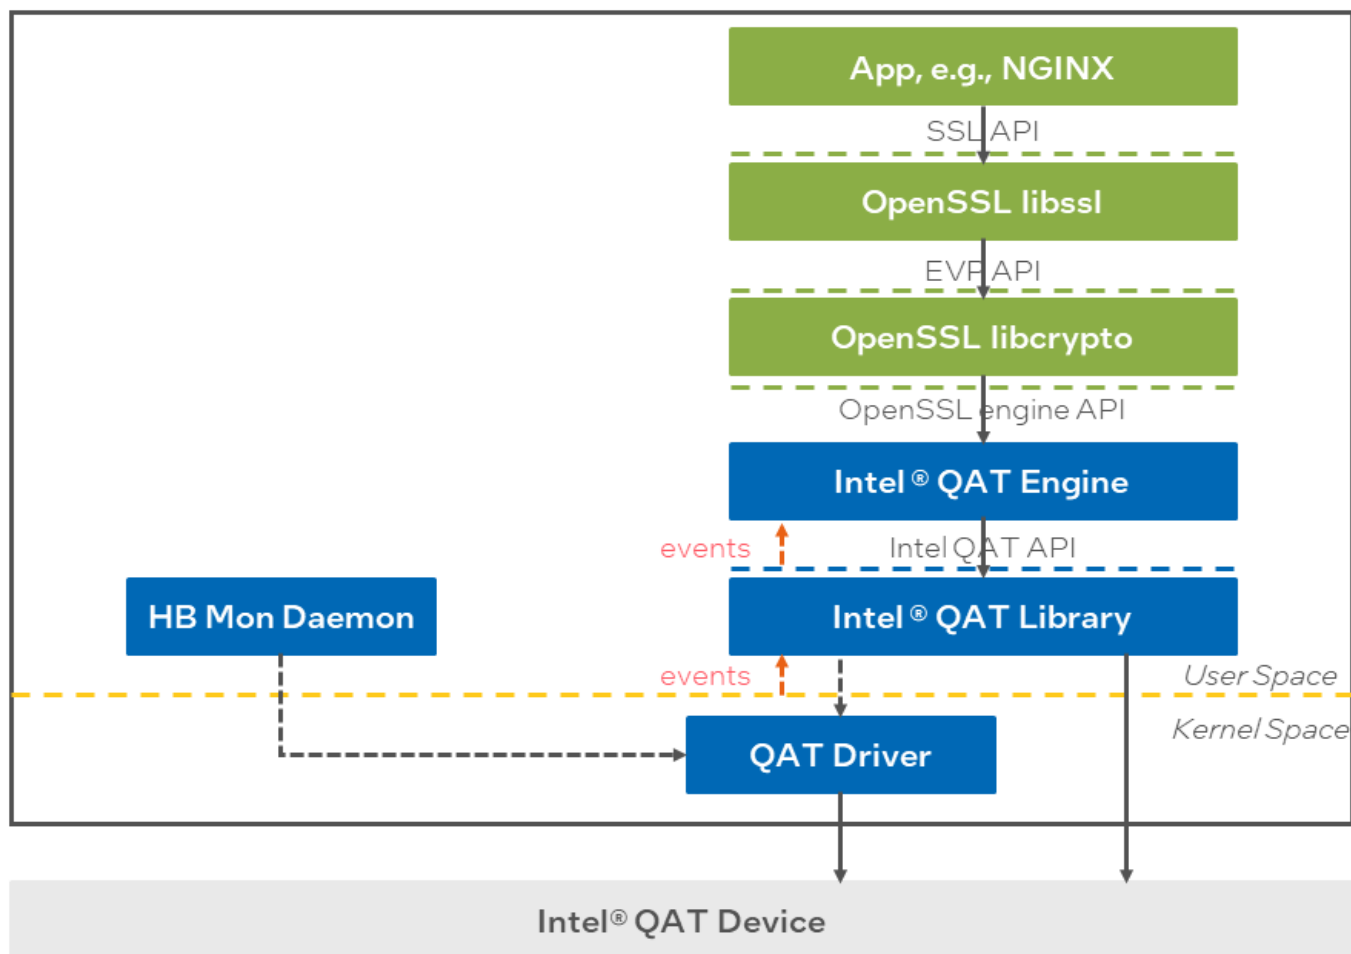 App, e.g., NGINX
SSL API
OpenSSL libssl
EVP API
OpenSSL libcrypto
OpenSSL engine API
Intel® QAT Engine
events
Intel QAT API
HB Mon Daemon
Intel® QAT Library
events
User Space
Kernel Space
QAT Driver
Intel® QAT Device